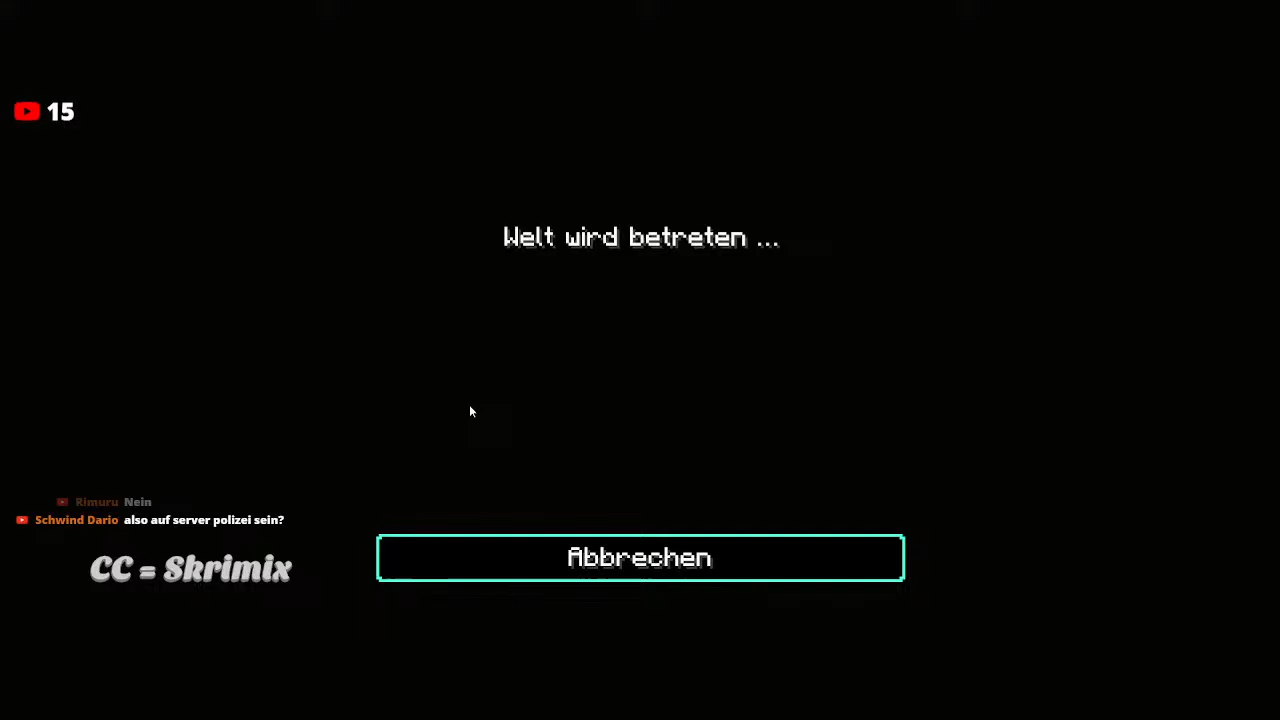 15
Welt wird betreten ...
Rimuru Nein
Schwind Dario also auf server polizei sein?
CC = Skrimix
Abbrechen